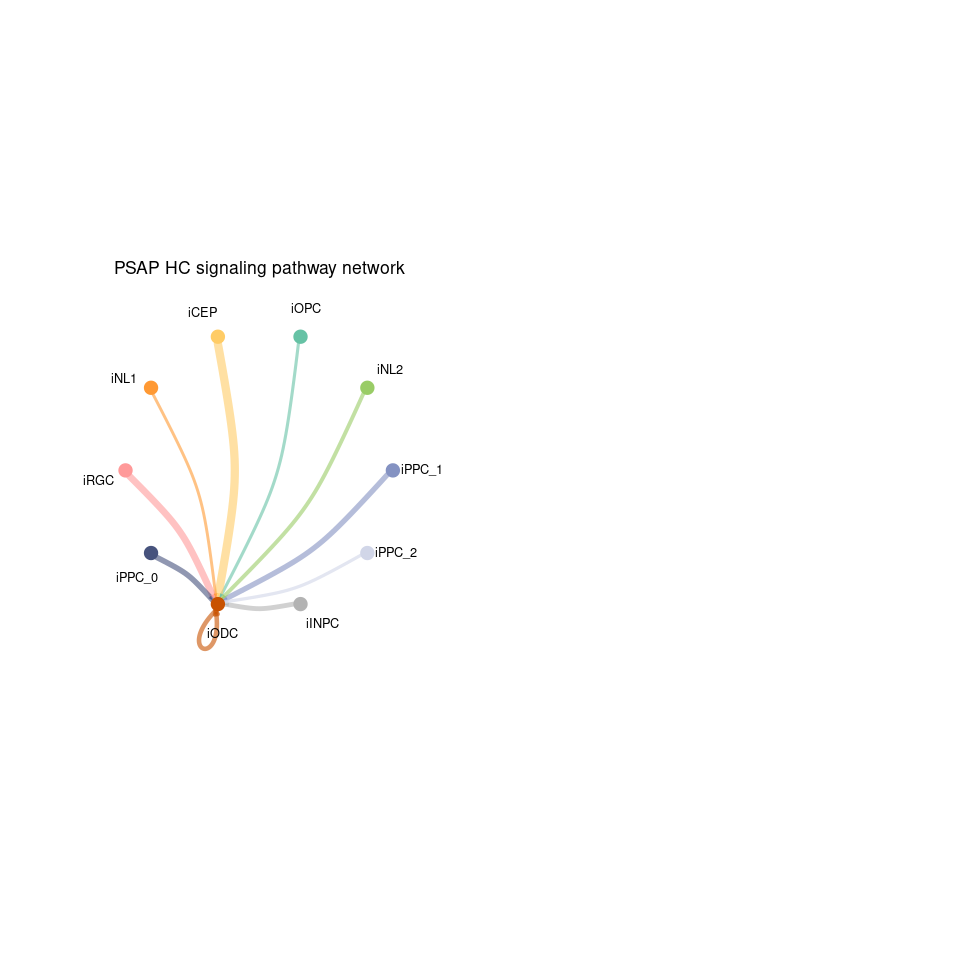 PSAP HC signaling pathway network
iCEP
iOPC
iNL1
iNL2
iRGC
iPPC_1
iPPC_0
iPPC_2
iODC
iINPC